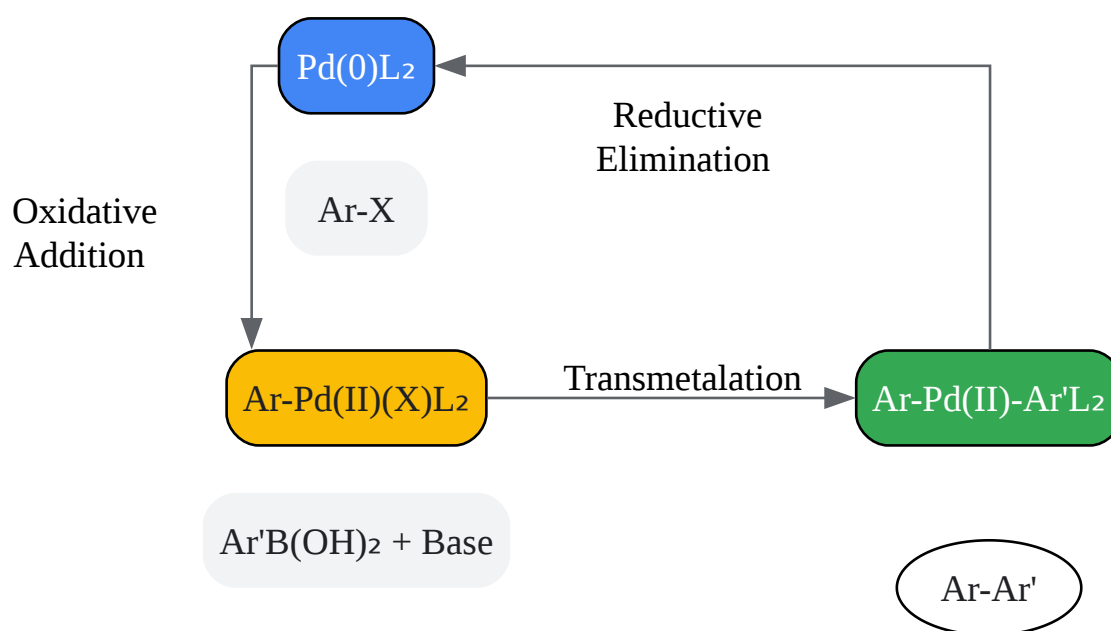 Pd(0)L₂
Reductive
Elimination
Ar-X
Oxidative
Addition
Ar-Pd(II)(X)L₂
Transmetalation
Ar-Pd(II)-Ar'L₂
Ar'B(OH)₂ + Base
Ar-Ar'